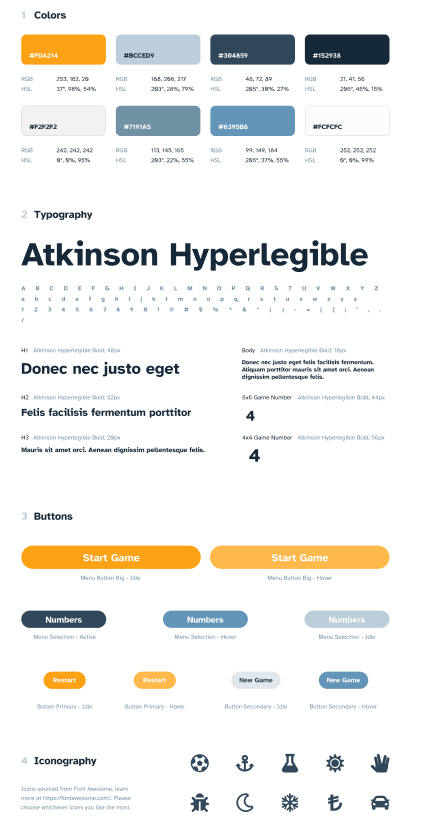 1 Colors
#FDA214 #BCCED9 #304859 #152938
RGB 253, 162, 20 RGB 188, 206, 217 RGB 48, 72, 89 RGB 21, 41, 56
HSL 37°, 98%, 54% HSL 203°, 28%, 79% HSL 205°, 30%, 27% HSL 206°, 45%, 15%
#F2F2F2 #7191A5 #6395B8 #FCFCFC
RGB 242, 242, 242 RGB 113, 145, 165 RGB 99, 149, 184 RGB 252, 252, 252
HSL 0°, 0%, 95% HSL 203°, 22%, 55% HSL 205°, 37%, 55% HSL 0°, 0%, 99%
2 Typography
Atkinson Hyperlegible
A B C D E F G H I J K L M N O P Q R S T U V W X Y Z
a b c d e f g h i j k l m n o p q r s t u v w x y z
1 2 3 4 5 6 7 8 9 0 ! @ # $ % ^ & * ( ) - = [ ] ; ' , .
/
H1 Atkinson Hyperlegible Bold, 48px
Donec nec justo eget
H2 Atkinson Hyperlegible Bold, 32px
Felis facilisis fermentum porttitor
H3 Atkinson Hyperlegible Bold; 20px
Mauris sit amet orci. Aenean dignissim pellentesque felis.
Body Atkinson Hyperlegible Bold; 18px
Donec nec justo eget felis facilisis fermentum.
Aliquam porttitor mauris sit amet orci. Aenean
dignissim pellentesque felis.
6x6 Game Number Atkinson Hyperlegible Bold; 44px
4
4x4 Game Number Atkinson Hyperlegible Bold; 56px
4
3 Buttons
Start Game Start Game
Menu Button Big - Idle Menu Button Big - Hover
Numbers Numbers Numbers
Menu Selection - Active Menu Selection - Hover Menu Selection - Idle
Restart Restart New Game New Game
Button Primary - Idle Button Primary - Hover Button Secondary - Idle Button Secondary - Hover
4 Iconography
Icons sourced from Font Awesome, learn
more at https://fontawesome.com/. Please
choose whichever icons you like the most.